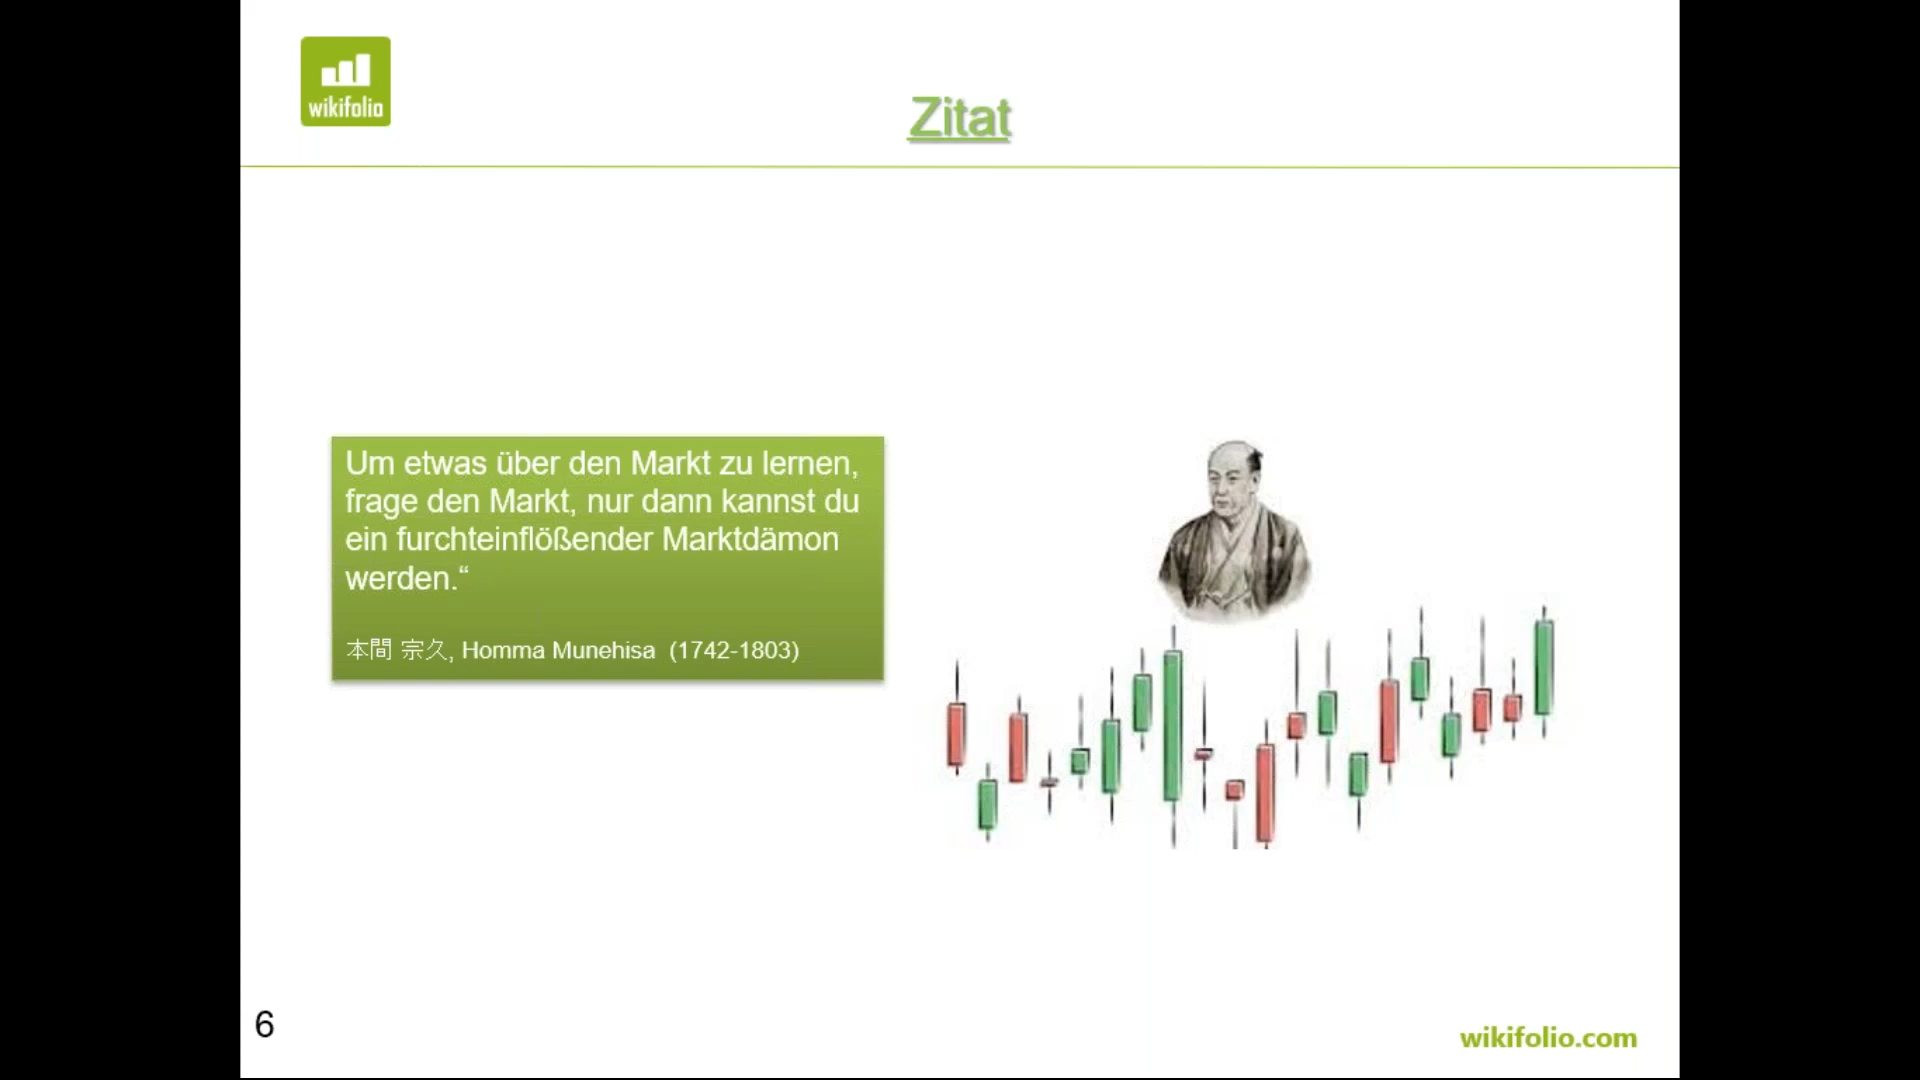 wikifolio
Zitat
Um etwas über den Markt zu lernen,
frage den Markt, nur dann kannst du
ein furchteinflößender Marktdämon
werden.“
本間 宗久, Homma Munehisa (1742-1803)
6
wikifolio.com